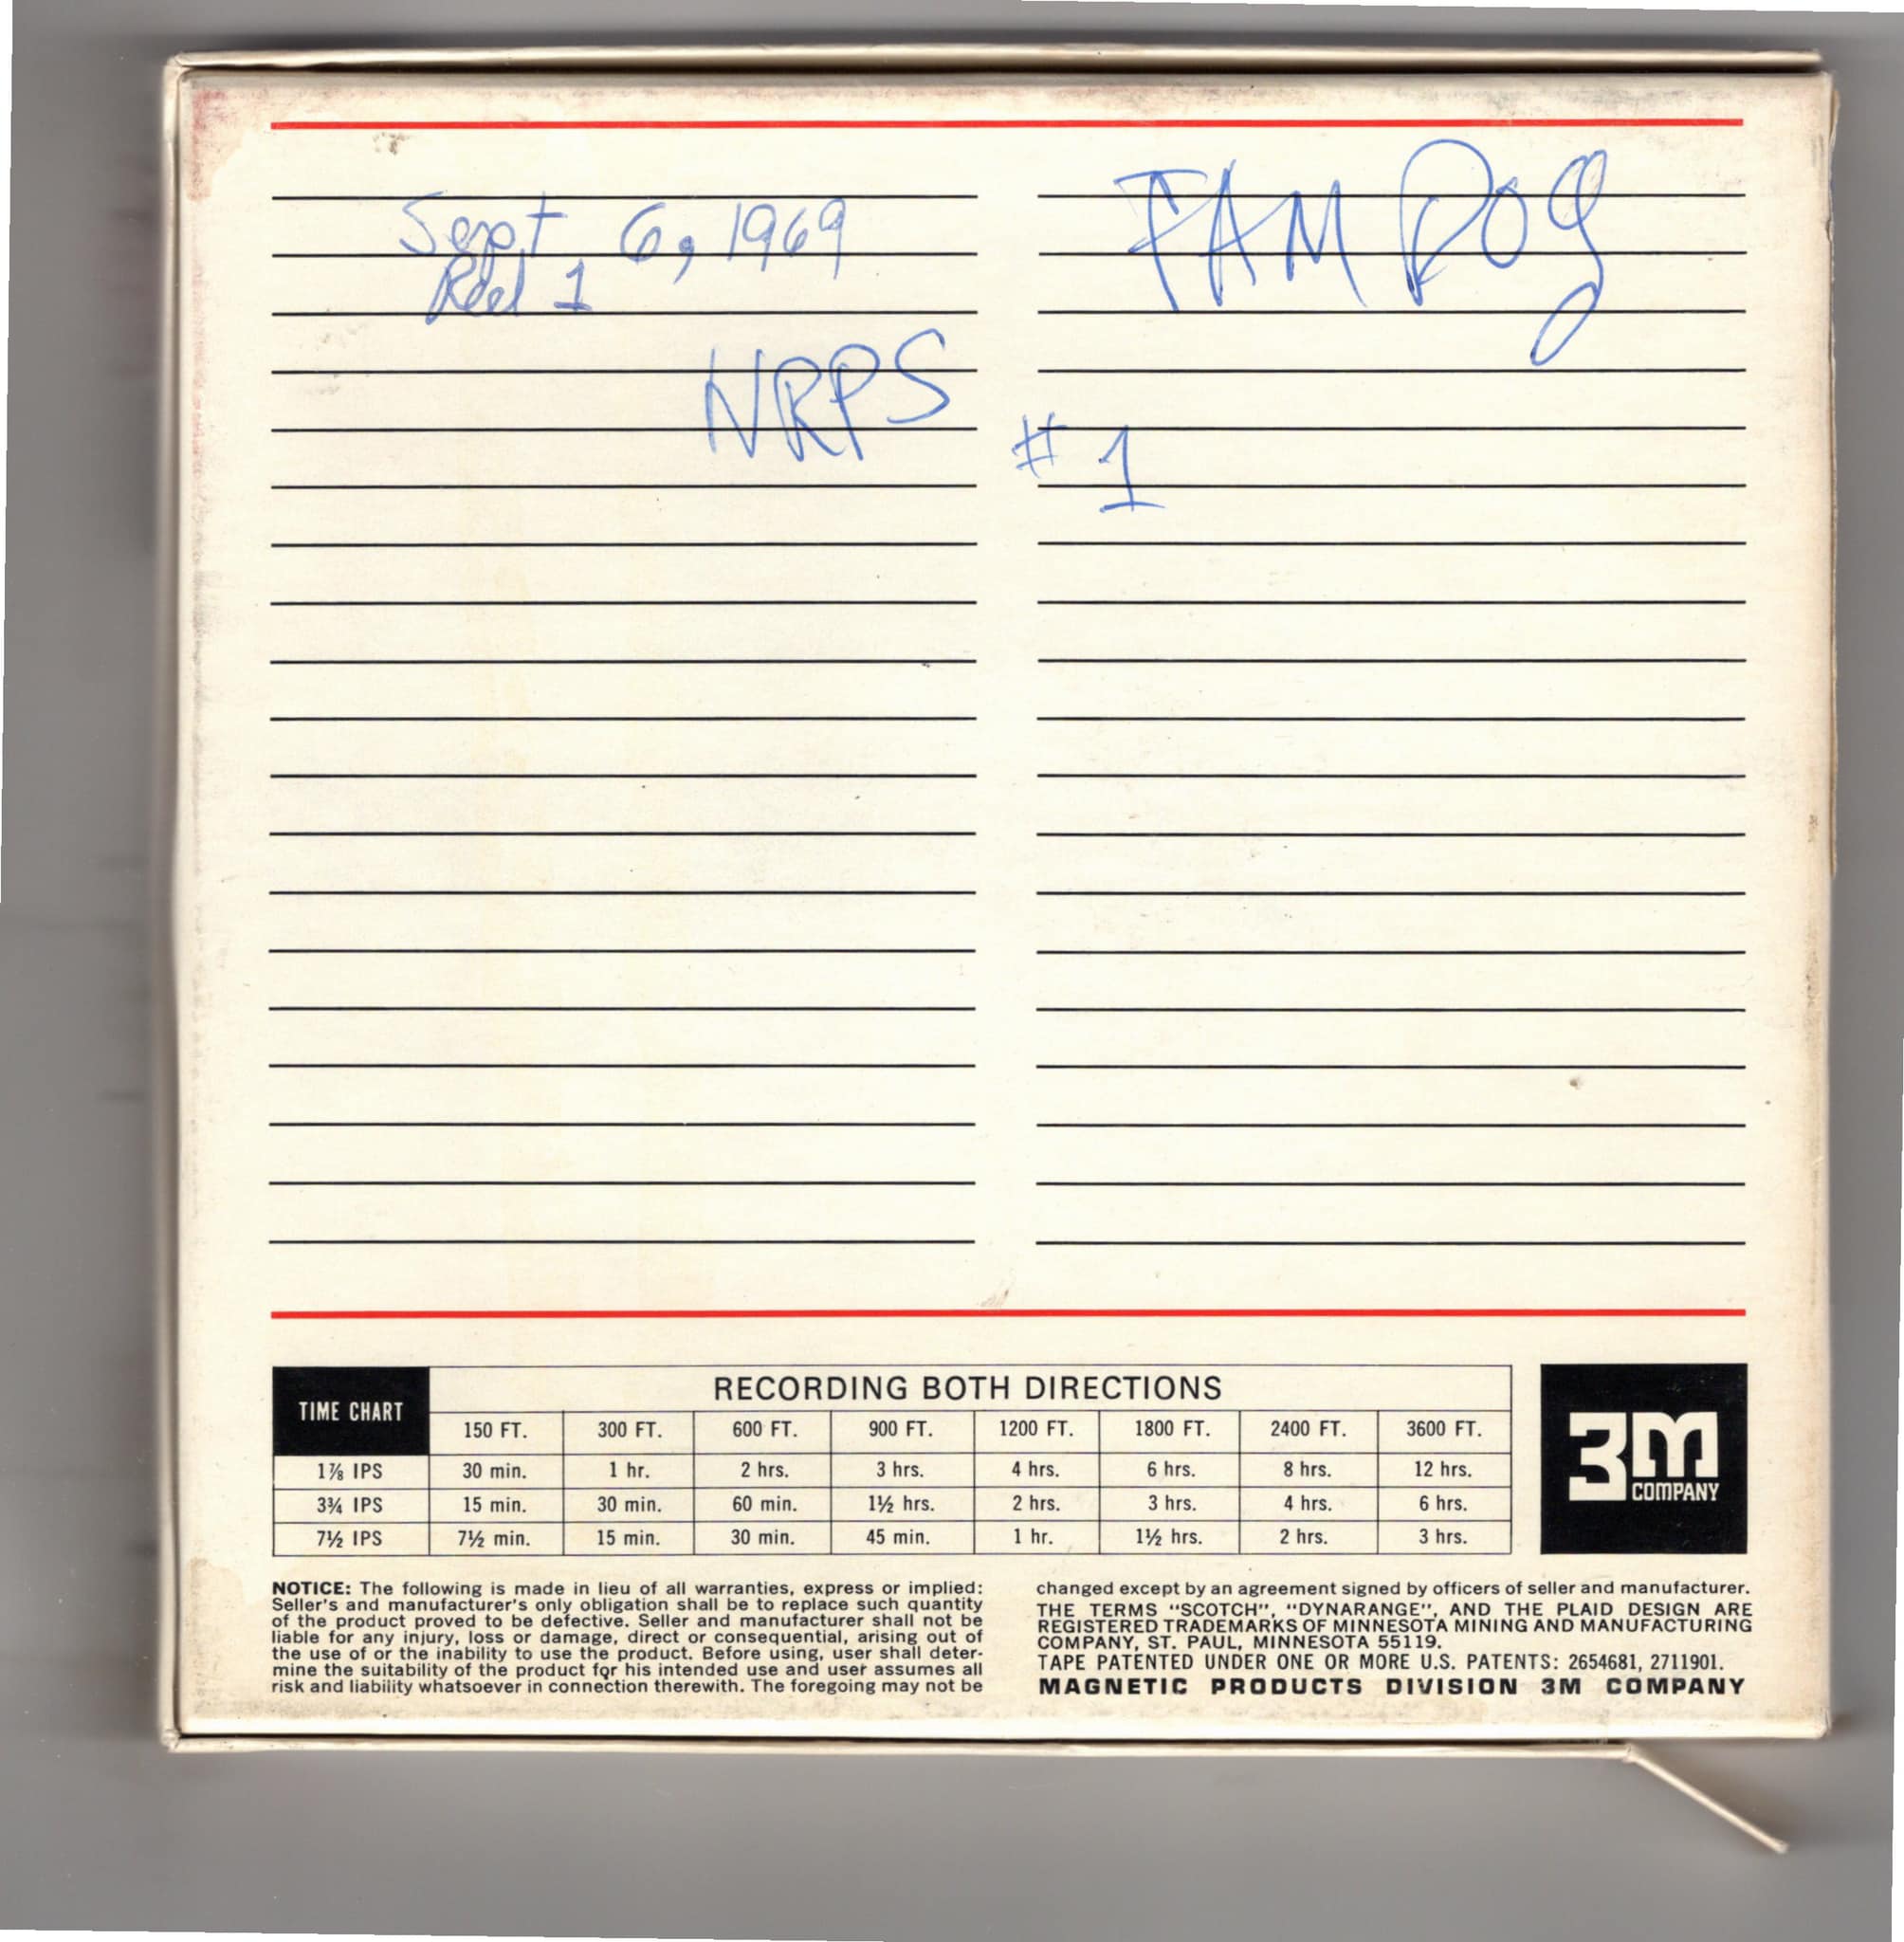 Sept 6, 1969
Reel 1
FAM Dog
NRPS
# 1
TIME CHART
RECORDING BOTH DIRECTIONS
150 FT. 300 FT. 600 FT. 900 FT. 1200 FT. 1800 FT. 2400 FT. 3600 FT.
1⅞ IPS 30 min. 1 hr. 2 hrs. 3 hrs. 4 hrs. 6 hrs. 8 hrs. 12 hrs.
3¾ IPS 15 min. 30 min. 60 min. 1½ hrs. 2 hrs. 3 hrs. 4 hrs. 6 hrs.
7½ IPS 7½ min. 15 min. 30 min. 45 min. 1 hr. 1½ hrs. 2 hrs. 3 hrs.
3M
COMPANY
NOTICE: The following is made in lieu of all warranties, express or implied:
Seller's and manufacturer's only obligation shall be to replace such quantity
of the product proved to be defective. Seller and manufacturer shall not be
liable for any injury, loss or damage, direct or consequential, arising out of
the use of or the inability to use the product. Before using, user shall deter-
mine the suitability of the product for his intended use and user assumes all
risk and liability whatsoever in connection therewith. The foregoing may not be
changed except by an agreement signed by officers of seller and manufacturer.
THE TERMS "SCOTCH", "DYNARANGE", AND THE PLAID DESIGN ARE
REGISTERED TRADEMARKS OF MINNESOTA MINING AND MANUFACTURING
COMPANY, ST. PAUL, MINNESOTA 55119.
TAPE PATENTED UNDER ONE OR MORE U.S. PATENTS: 2654681, 2711901.
MAGNETIC PRODUCTS DIVISION 3M COMPANY